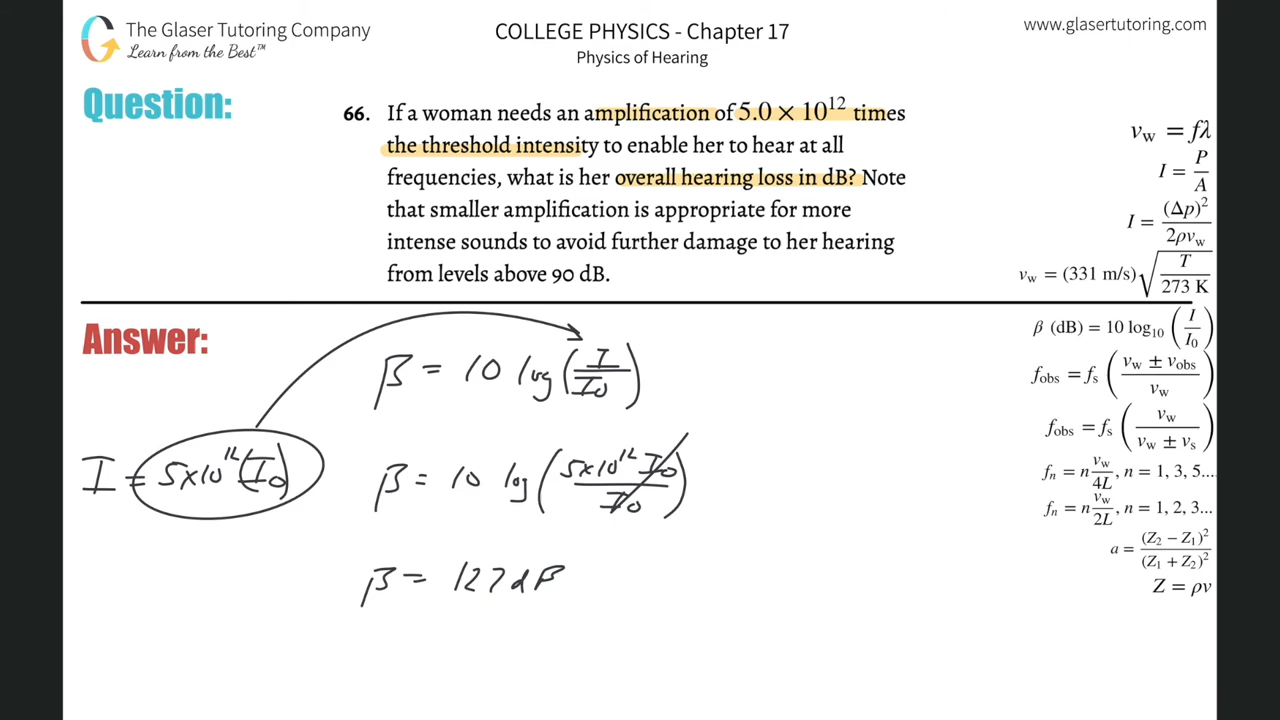 The Glaser Tutoring Company
Learn from the Best™
COLLEGE PHYSICS - Chapter 17
Physics of Hearing
www.glasertutoring.com
Question:
66. If a woman needs an amplification of 5.0 × 10¹² times
the threshold intensity to enable her to hear at all
frequencies, what is her overall hearing loss in dB? Note
that smaller amplification is appropriate for more
intense sounds to avoid further damage to her hearing
from levels above 90 dB.
v_w = fλ
I = P/A
I = (Δp)²/2ρv_w
v_w = (331 m/s)√(T/273 K)
Answer:
β = 10 log(I/I₀)
I = 5×10¹²(I₀)
β = 10 log(5×10¹² I₀/I₀)
β = 127 dB
β (dB) = 10 log₁₀(I/I₀)
f_obs = f_s((v_w ± v_obs)/v_w)
f_obs = f_s(v_w/(v_w ± v_s))
f_n = n v_w/4L, n = 1, 3, 5....
f_n = n v_w/2L, n = 1, 2, 3...
a = (Z₂ − Z₁)²/(Z₁ + Z₂)²
Z = ρv